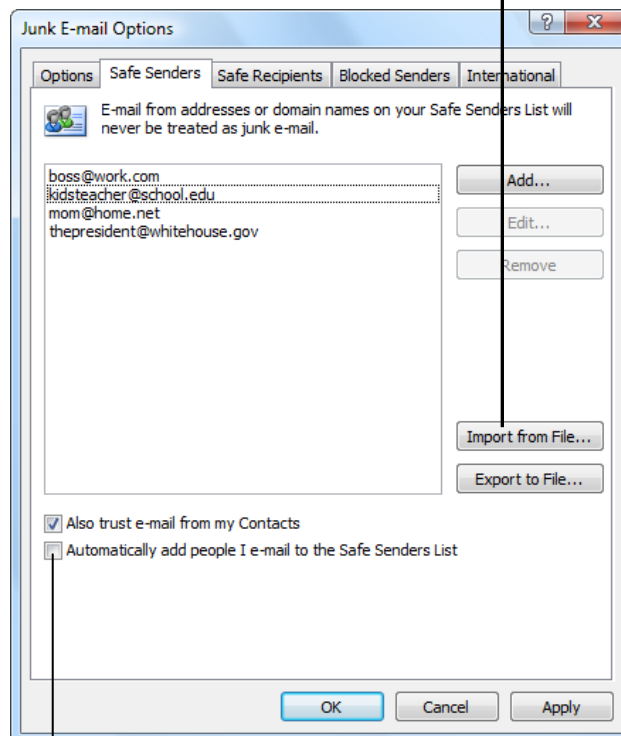 Junk E-mail Options
Options Safe Senders Safe Recipients Blocked Senders International
E-mail from addresses or domain names on your Safe Senders List will
never be treated as junk e-mail.
boss@work.com
kidsteacher@school.edu
mom@home.net
thepresident@whitehouse.gov
Add...
Edit...
Remove
Import from File...
Export to File...
Also trust e-mail from my Contacts
Automatically add people I e-mail to the Safe Senders List
OK Cancel Apply